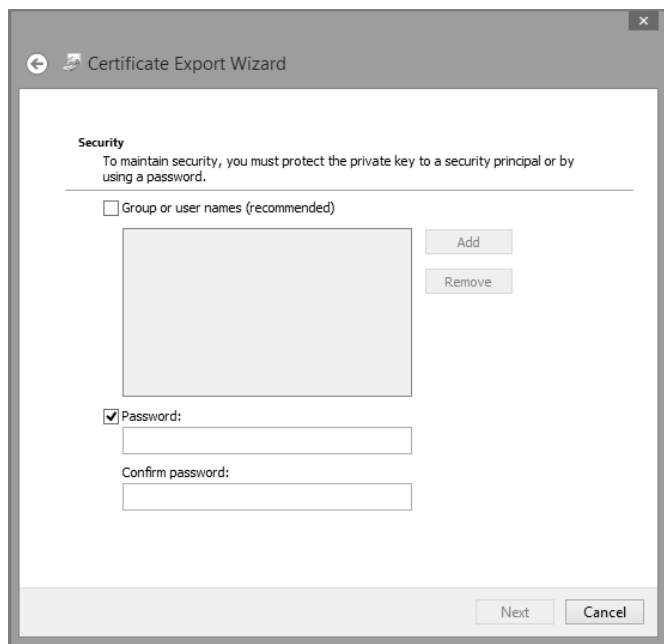 Certificate Export Wizard
Security
To maintain security, you must protect the private key to a security principal or by
using a password.
Group or user names (recommended)
Add
Remove
Password:
Confirm password:
Next
Cancel